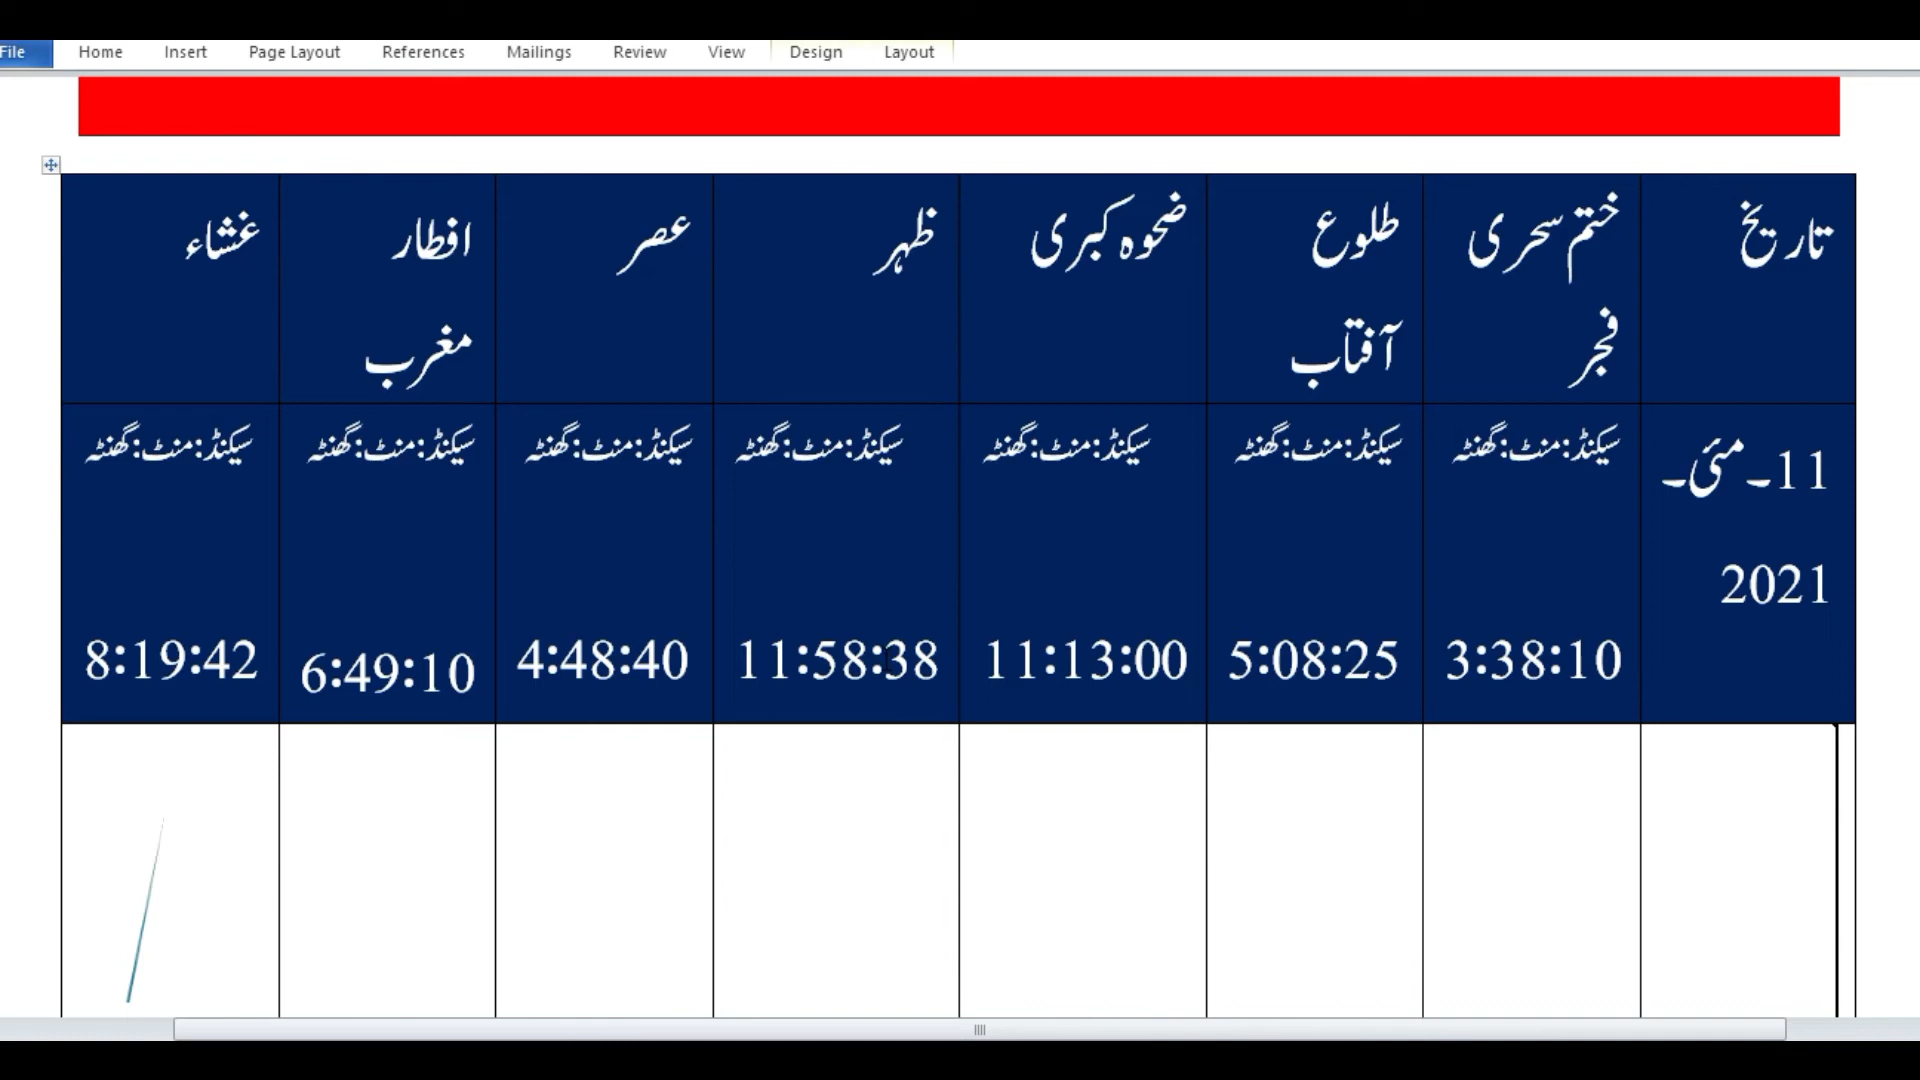 File Home Insert Page Layout References Mailings Review View Design Layout
تاریخ
ختم سحری
فجر
طلوع
آفتاب
ضحوہ کبری
ظہر
عصر
افطار
مغرب
غشاء
11۔مئی۔
2021
سیکنڈ:منٹ:گھنٹہ
3:38:10
سیکنڈ:منٹ:گھنٹہ
5:08:25
سیکنڈ:منٹ:گھنٹہ
11:13:00
سیکنڈ:منٹ:گھنٹہ
11:58:38
سیکنڈ:منٹ:گھنٹہ
4:48:40
سیکنڈ:منٹ:گھنٹہ
6:49:10
سیکنڈ:منٹ:گھنٹہ
8:19:42